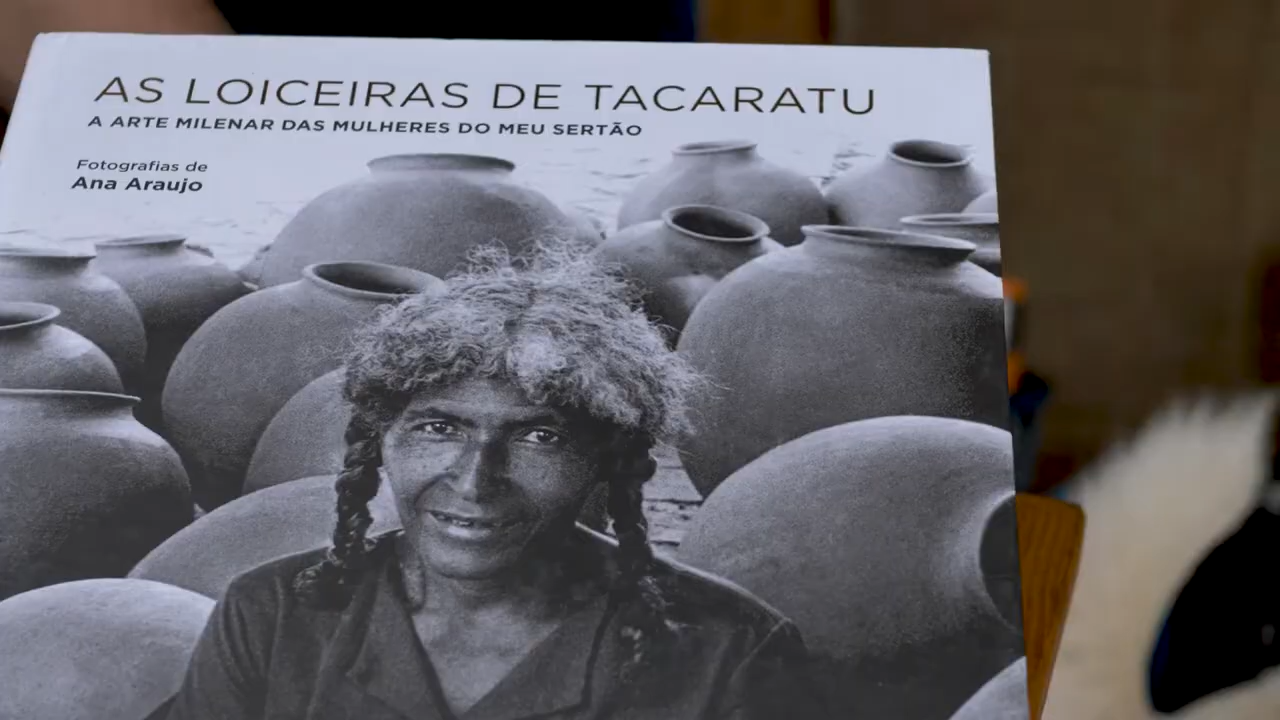 AS LOICEIRAS DE TACARATU
A ARTE MILENAR DAS MULHERES DO MEU SERTÃO
Fotografias de
Ana Araujo